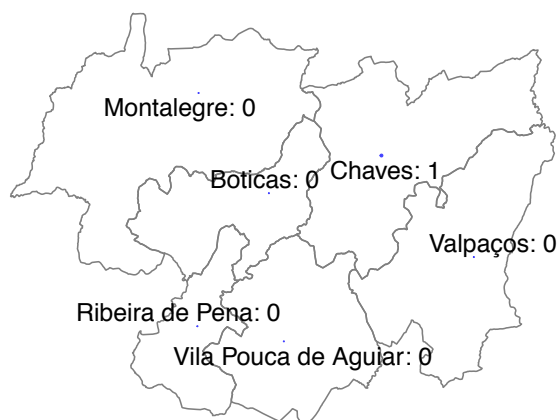 Montalegre: 0
Boticas: 0
Chaves: 1
Valpaços: 0
Ribeira de Pena: 0
Vila Pouca de Aguiar: 0